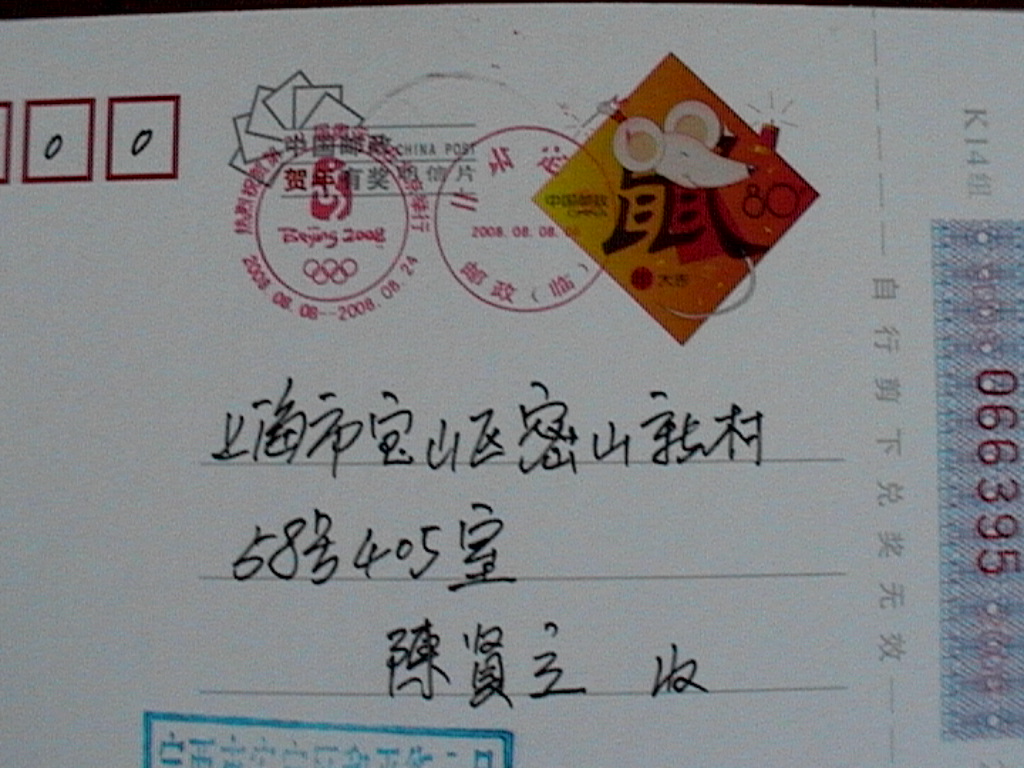 0 0
中国邮政 CHINA POST
贺年有奖明信片
Beijing 2008
2008.08.08--2008.08.24
2008.08.08.
邮政(临)
中国邮政
鼠
80
K14组
自行剪下兑奖无效
2008
066395
上海市宝山区密山新村
58号405室
陳賢立 收